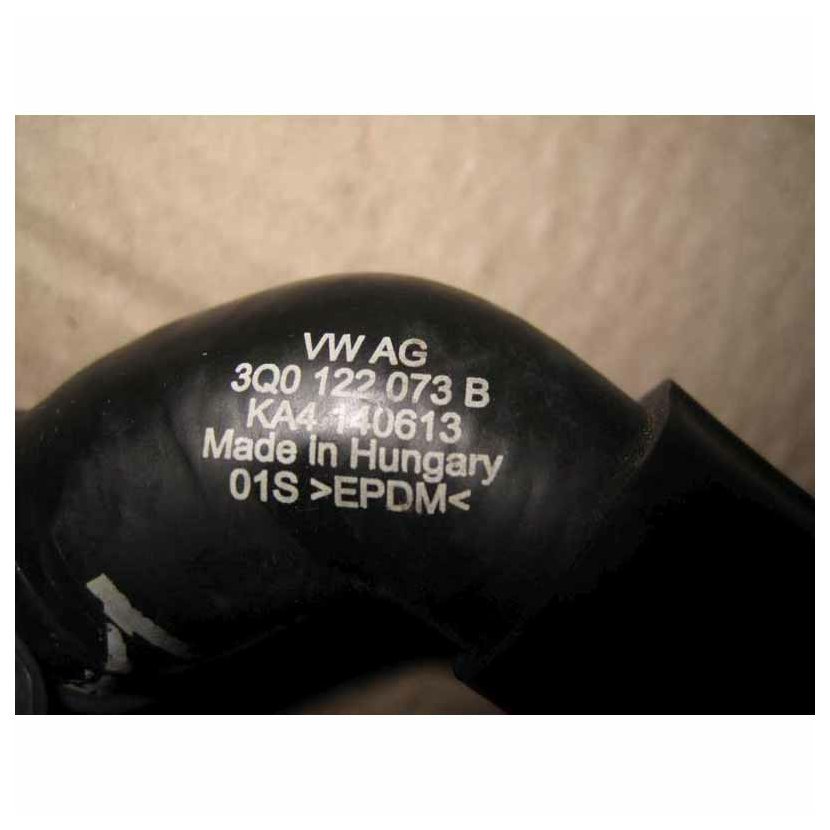 VW AG
3Q0 122 073 B
KA4 140613
Made in Hungary
01S >EPDM<